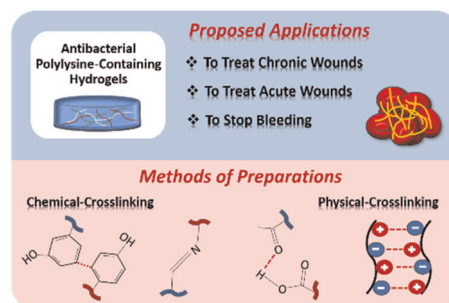 Antibacterial
Polylysine-Containing
Hydrogels
Proposed Applications
❖ To Treat Chronic Wounds
❖ To Treat Acute Wounds
❖ To Stop Bleeding
Methods of Preparations
Chemical-Crosslinking
Physical-Crosslinking
HO
OH
N
O
H
O
O
+ -
- +
+ -
- +